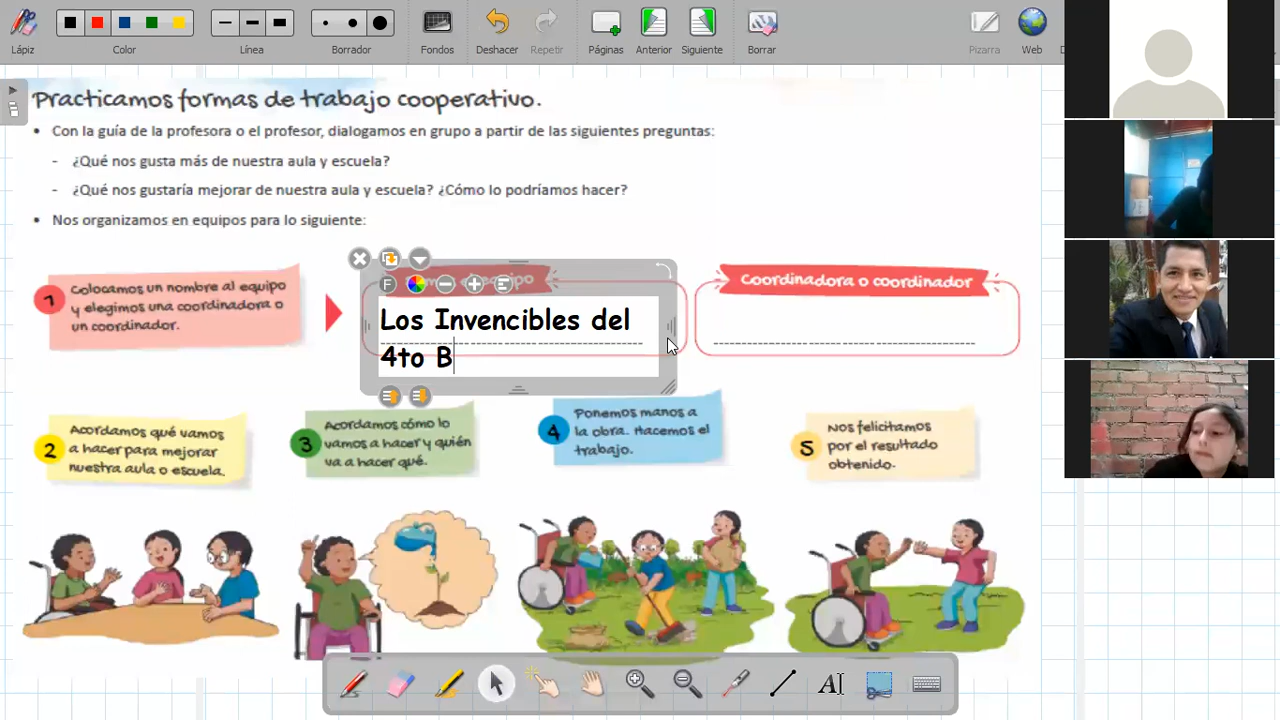 Lápiz
Color
Línea
Borrador
Fondos
Deshacer
Repetir
Páginas
Anterior
Siguiente
Borrar
Pizarra
Web
Practicamos formas de trabajo cooperativo.
• Con la guía de la profesora o el profesor, dialogamos en grupo a partir de las siguientes preguntas:
- ¿Qué nos gusta más de nuestra aula y escuela?
- ¿Qué nos gustaría mejorar de nuestra aula y escuela? ¿Cómo lo podríamos hacer?
• Nos organizamos en equipos para lo siguiente:
1
Colocamos un nombre al equipo
y elegimos una coordinadora o
un coordinador.
F
Los Invencibles del
4to B
Coordinadora o coordinador
2
Acordamos qué vamos
a hacer para mejorar
nuestra aula o escuela.
3
Acordamos cómo lo
vamos a hacer y quién
va a hacer qué.
4
Ponemos manos a
la obra. Hacemos el
trabajo.
5
Nos felicitamos
por el resultado
obtenido.
AI